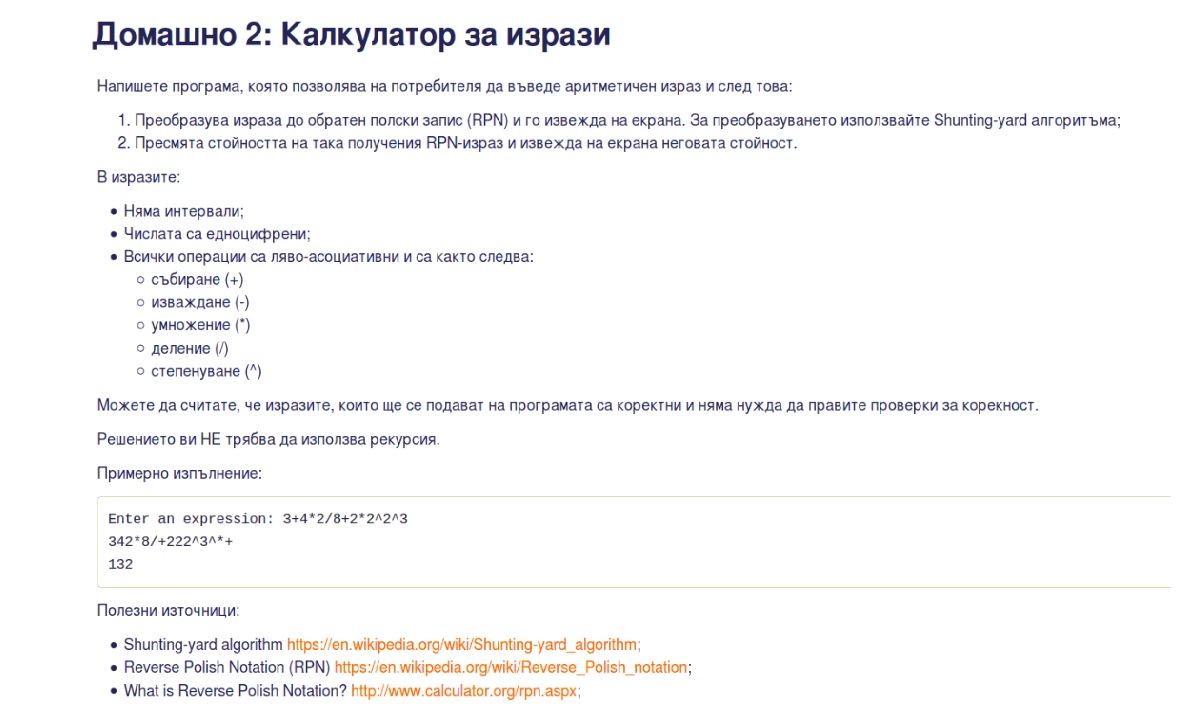 Домашно 2: Калкулатор за изрази
Напишете програма, която позволява на потребителя да въведе аритметичен израз и след това:
1. Преобразува израза до обратен полски запис (RPN) и го извежда на екрана. За преобразуването използвайте Shunting-yard алгоритъма;
2. Пресмята стойността на така получения RPN-израз и извежда на екрана неговата стойност.
В изразите:
• Няма интервали;
• Числата са едноцифрени;
• Всички операции са ляво-асоциативни и са както следва:
○ събиране (+)
○ изваждане (-)
○ умножение (*)
○ деление (/)
○ степенуване (^)
Можете да считате, че изразите, които ще се подават на програмата са коректни и няма нужда да правите проверки за корекност.
Решението ви НЕ трябва да използва рекурсия.
Примерно изпълнение:
Enter an expression: 3+4*2/8+2*2^2^3
342*8/+222^3^*+
132
Полезни източници:
• Shunting-yard algorithm https://en.wikipedia.org/wiki/Shunting-yard_algorithm;
• Reverse Polish Notation (RPN) https://en.wikipedia.org/wiki/Reverse_Polish_notation;
• What is Reverse Polish Notation? http://www.calculator.org/rpn.aspx;